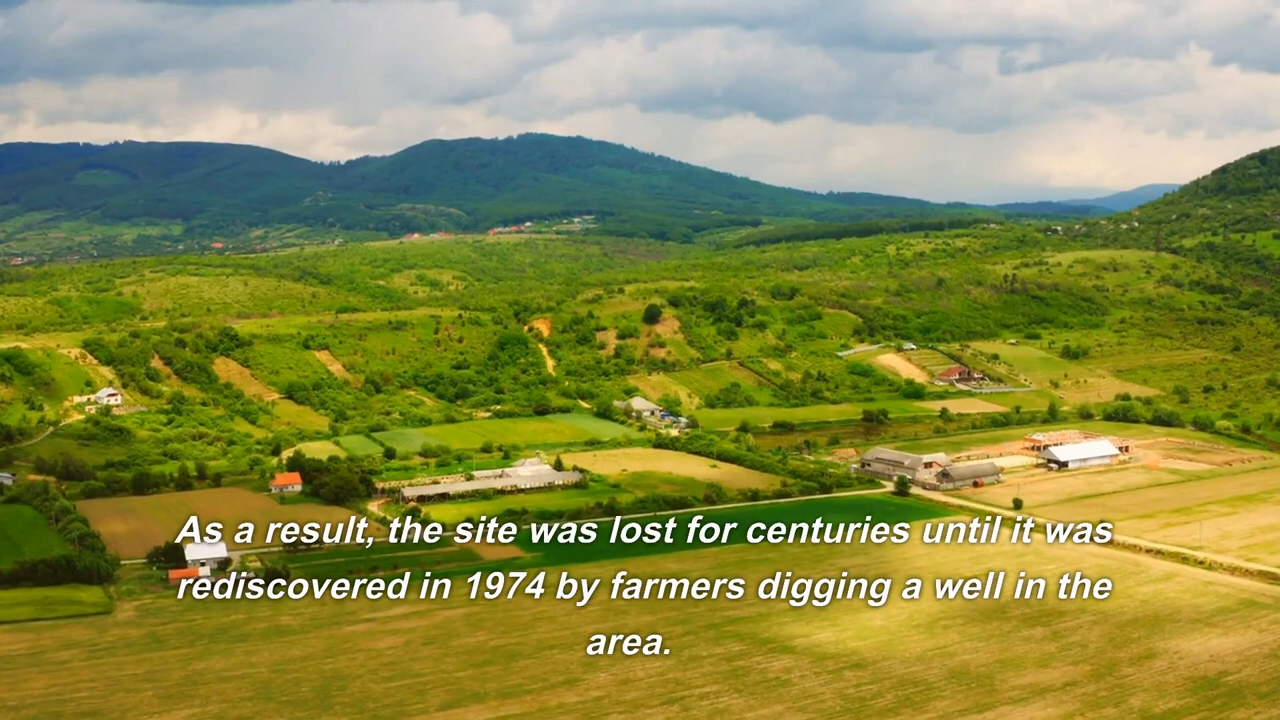 As a result, the site was lost for centuries until it was
rediscovered in 1974 by farmers digging a well in the
area.